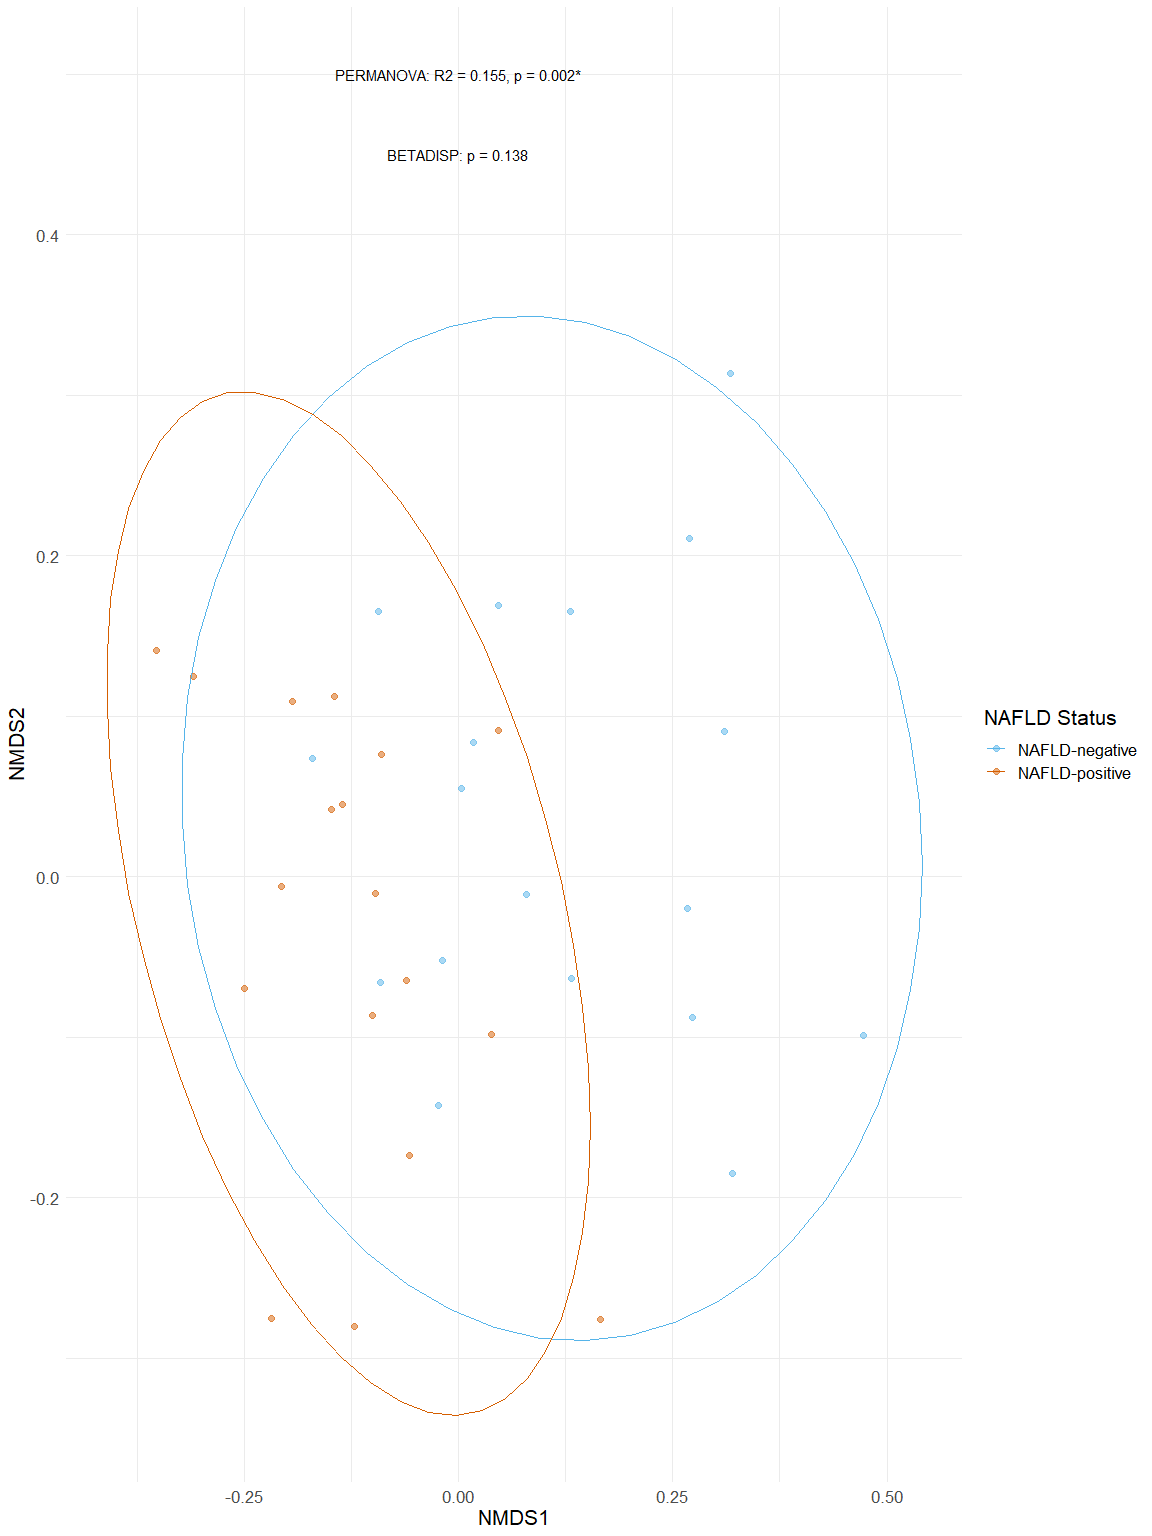 PERMANOVA: R2 = 0.155, p = 0.002*
BETADISP: p = 0.138
0.4
0.2
0.0
-0.2
NMDS2
-0.25
0.00
0.25
0.50
NMDS1
NAFLD Status
NAFLD-negative
NAFLD-positive